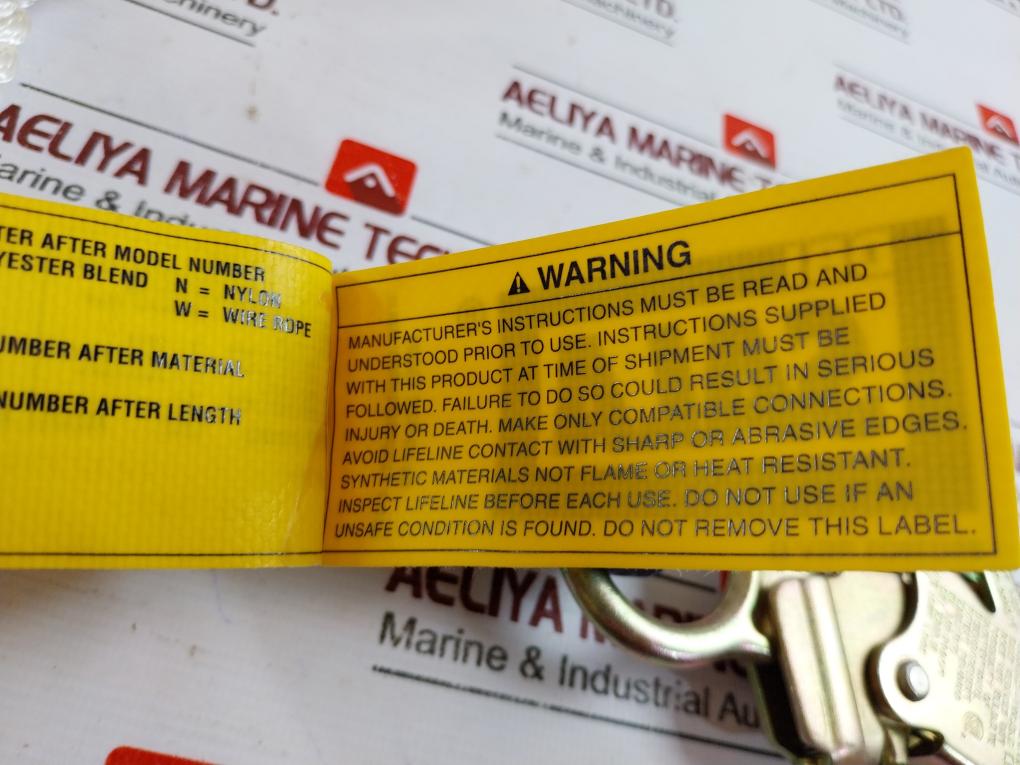 TD.
Machinery
LTD.
Machinery
LTD.
AELIYA MARINE
Marine & Industrial
AELIYA MARINE
AELIYA MARINE TECH
Marine & Indus
TER AFTER MODEL NUMBER
YESTER BLEND N = NYLON
W = WIRE ROPE
UMBER AFTER MATERIAL
NUMBER AFTER LENGTH
WARNING
MANUFACTURER'S INSTRUCTIONS MUST BE READ AND
UNDERSTOOD PRIOR TO USE. INSTRUCTIONS SUPPLIED
WITH THIS PRODUCT AT TIME OF SHIPMENT MUST BE
FOLLOWED. FAILURE TO DO SO COULD RESULT IN SERIOUS
INJURY OR DEATH. MAKE ONLY COMPATIBLE CONNECTIONS.
AVOID LIFELINE CONTACT WITH SHARP OR ABRASIVE EDGES.
SYNTHETIC MATERIALS NOT FLAME OR HEAT RESISTANT.
INSPECT LIFELINE BEFORE EACH USE. DO NOT USE IF AN
UNSAFE CONDITION IS FOUND. DO NOT REMOVE THIS LABEL.
AELIYA MARINE
Marine & Industrial Au